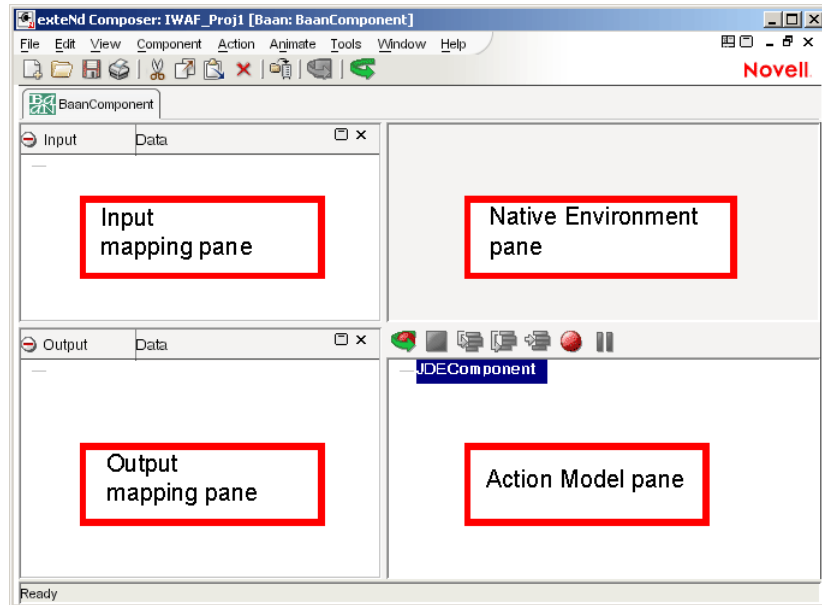 exteNd Composer: IWAF_Proj1 [Baan: BaanComponent]
File Edit View Component Action Animate Tools Window Help
Novell
BaanComponent
Input Data
Input
mapping pane
Native Environment
pane
Output Data
JDEComponent
Output
mapping pane
Action Model pane
Ready